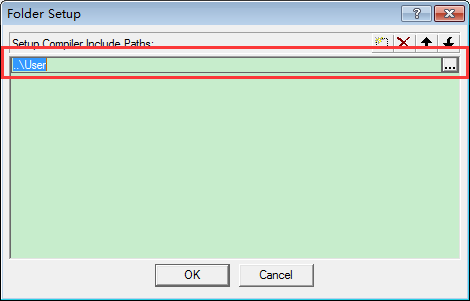 Folder Setup
Setup Compiler Include Paths:
..\User
...
OK
Cancel